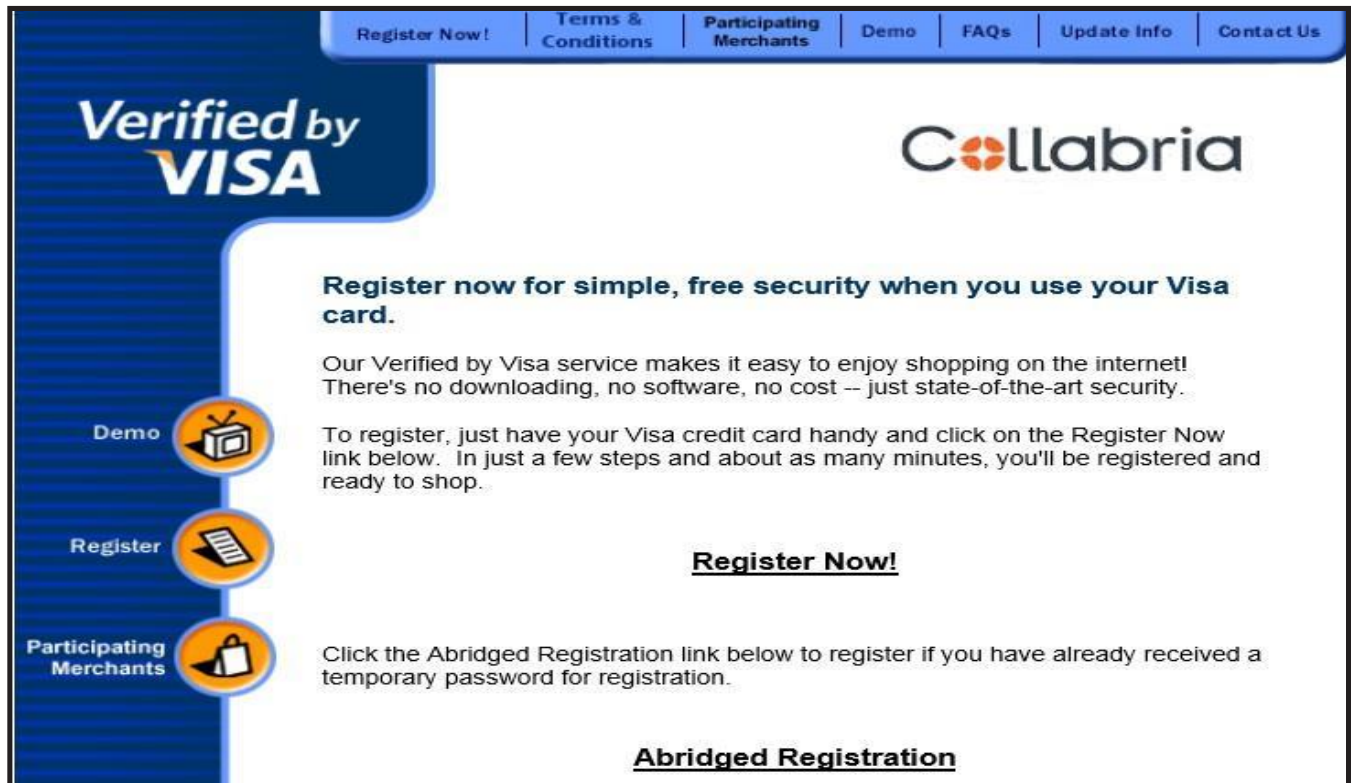 Register Now!
Terms & Conditions
Participating Merchants
Demo
FAQs
Update Info
Contact Us
Verified by
VISA
Collabria
Register now for simple, free security when you use your Visa
card.
Our Verified by Visa service makes it easy to enjoy shopping on the internet!
There's no downloading, no software, no cost -- just state-of-the-art security.
Demo
To register, just have your Visa credit card handy and click on the Register Now
link below.  In just a few steps and about as many minutes, you'll be registered and
ready to shop.
Register
Register Now!
Participating
Merchants
Click the Abridged Registration link below to register if you have already received a
temporary password for registration.
Abridged Registration